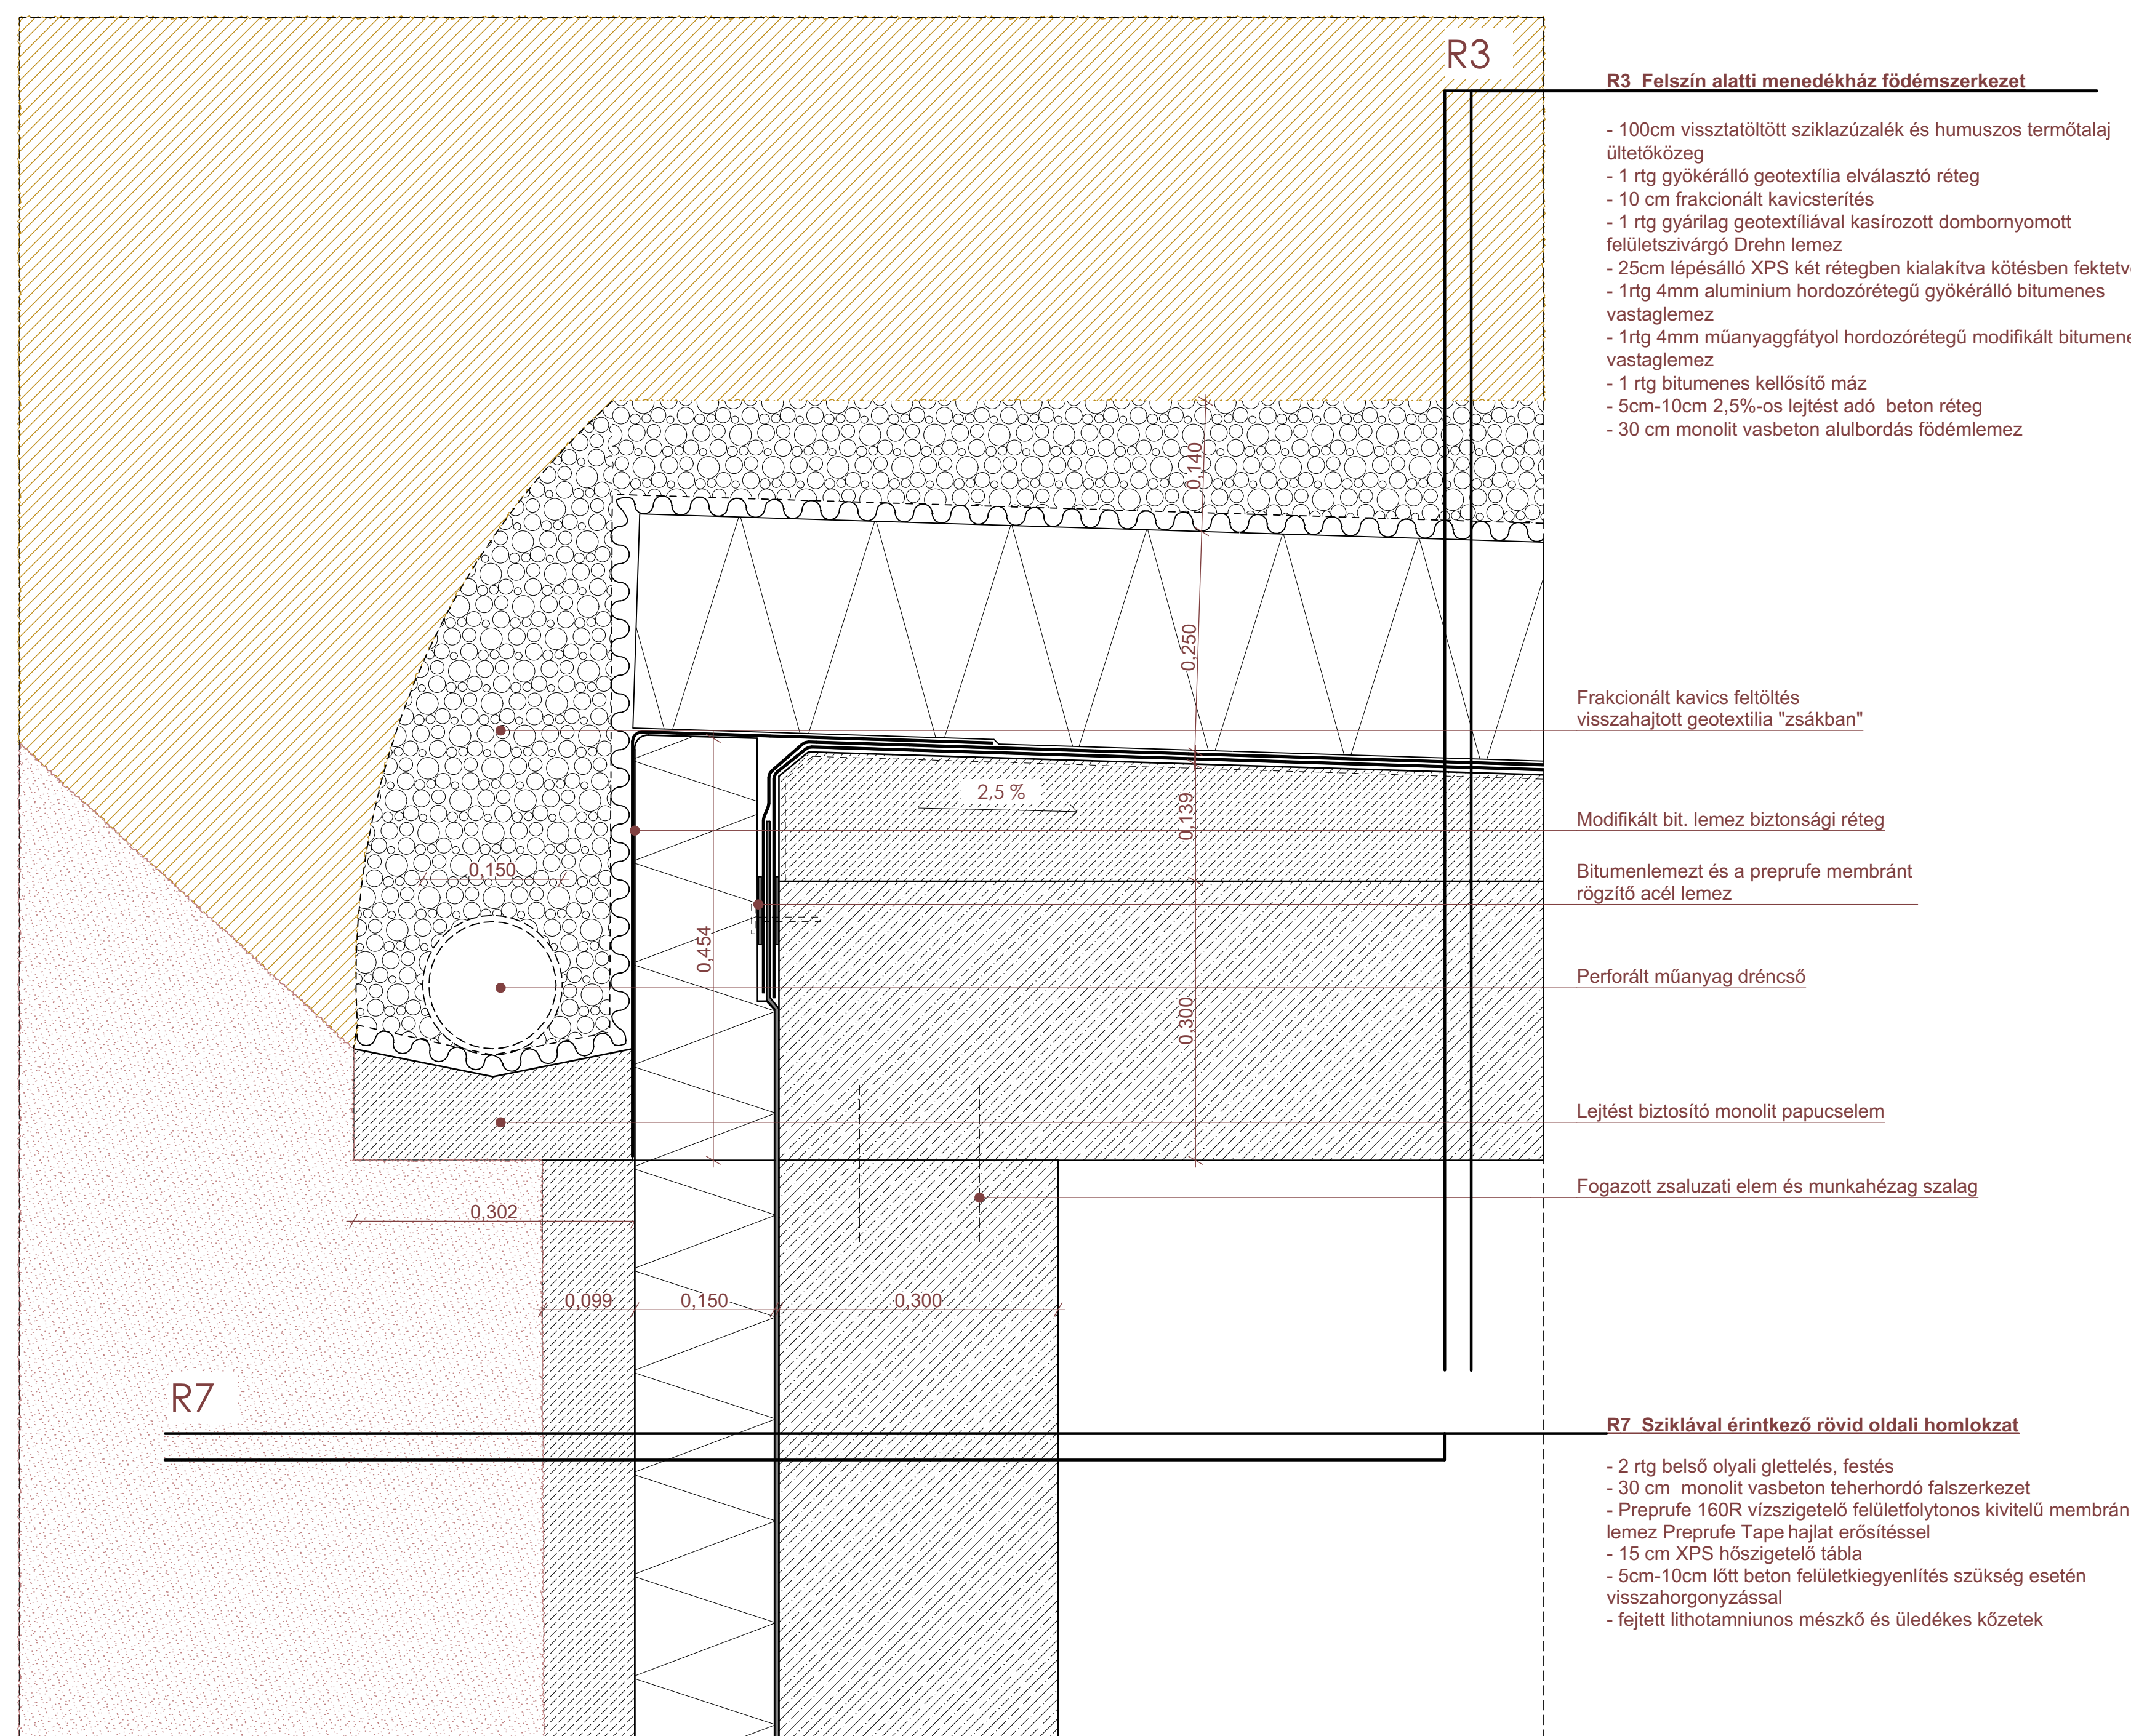 R3
R3 Felszín alatti menedékház födémszerkezet
- 100cm vissztatöltött sziklazúzalék és humuszos termőtalaj
ültetőközeg
- 1 rtg gyökérálló geotextília elválasztó réteg
- 10 cm frakcionált kavicsterítés
- 1 rtg gyárilag geotextíliával kasírozott dombornyomott
felületszivárgó Drehn lemez
- 25cm lépésálló XPS két rétegben kialakítva kötésben fektetv
- 1rtg 4mm aluminium hordozórétegű gyökérálló bitumenes
vastaglemez
- 1rtg 4mm műanyaggfátyol hordozórétegű modifikált bitumene
vastaglemez
- 1 rtg bitumenes kellősítő máz
- 5cm-10cm 2,5%-os lejtést adó beton réteg
- 30 cm monolit vasbeton alulbordás födémlemez
0,140
0,250
Frakcionált kavics feltöltés
visszahajtott geotextilia "zsákban"
2,5 %
0,139
Modifikált bit. lemez biztonsági réteg
0,150
Bitumenlemezt és a preprufe membránt
rögzítő acél lemez
0,454
Perforált műanyag dréncső
0,300
Lejtést biztosító monolit papucselem
Fogazott zsaluzati elem és munkahézag szalag
0,302
0,099
0,150
0,300
R7
R7 Sziklával érintkező rövid oldali homlokzat
- 2 rtg belső olyali glettelés, festés
- 30 cm monolit vasbeton teherhordó falszerkezet
- Preprufe 160R vízszigetelő felületfolytonos kivitelű membrán
lemez Preprufe Tape hajlat erősítéssel
- 15 cm XPS hőszigetelő tábla
- 5cm-10cm lőtt beton felületkiegyenlítés szükség esetén
visszahorgonyzással
- fejtett lithotamniunos mészkő és üledékes kőzetek